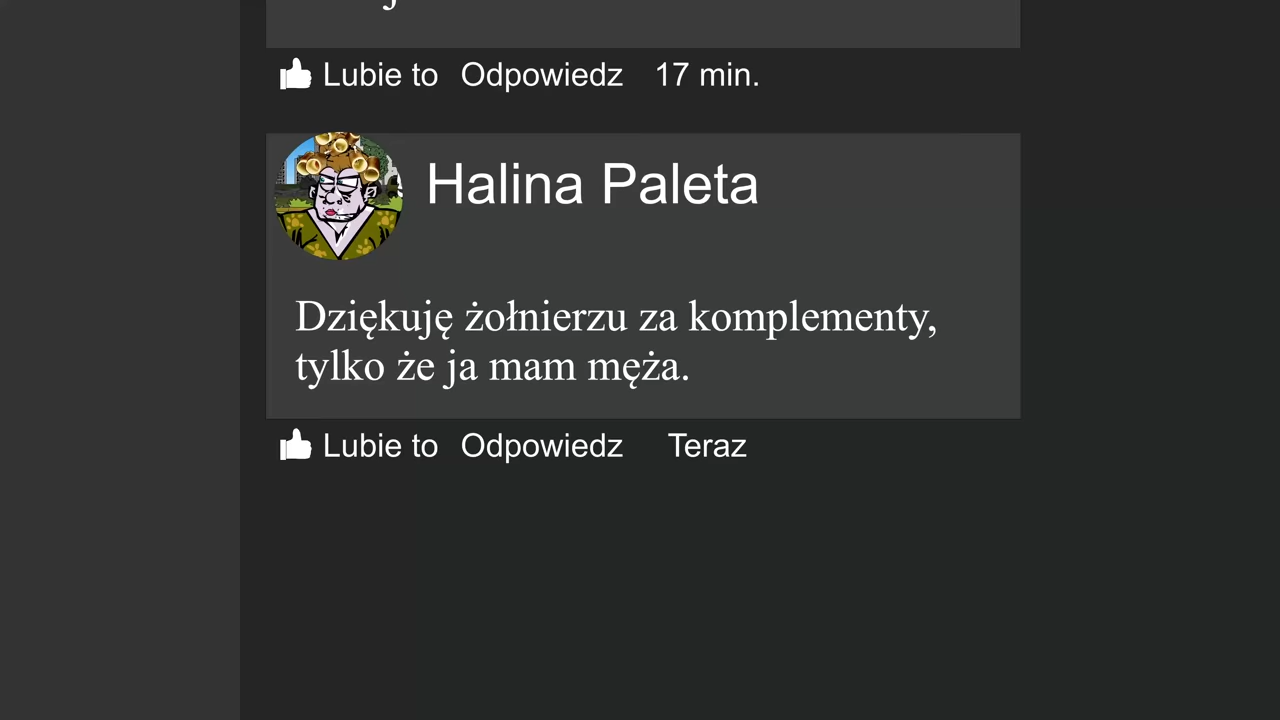 Lubie to Odpowiedz 17 min.
Halina Paleta
Dziękuję żołnierzu za komplementy,
tylko że ja mam męża.
Lubie to Odpowiedz Teraz